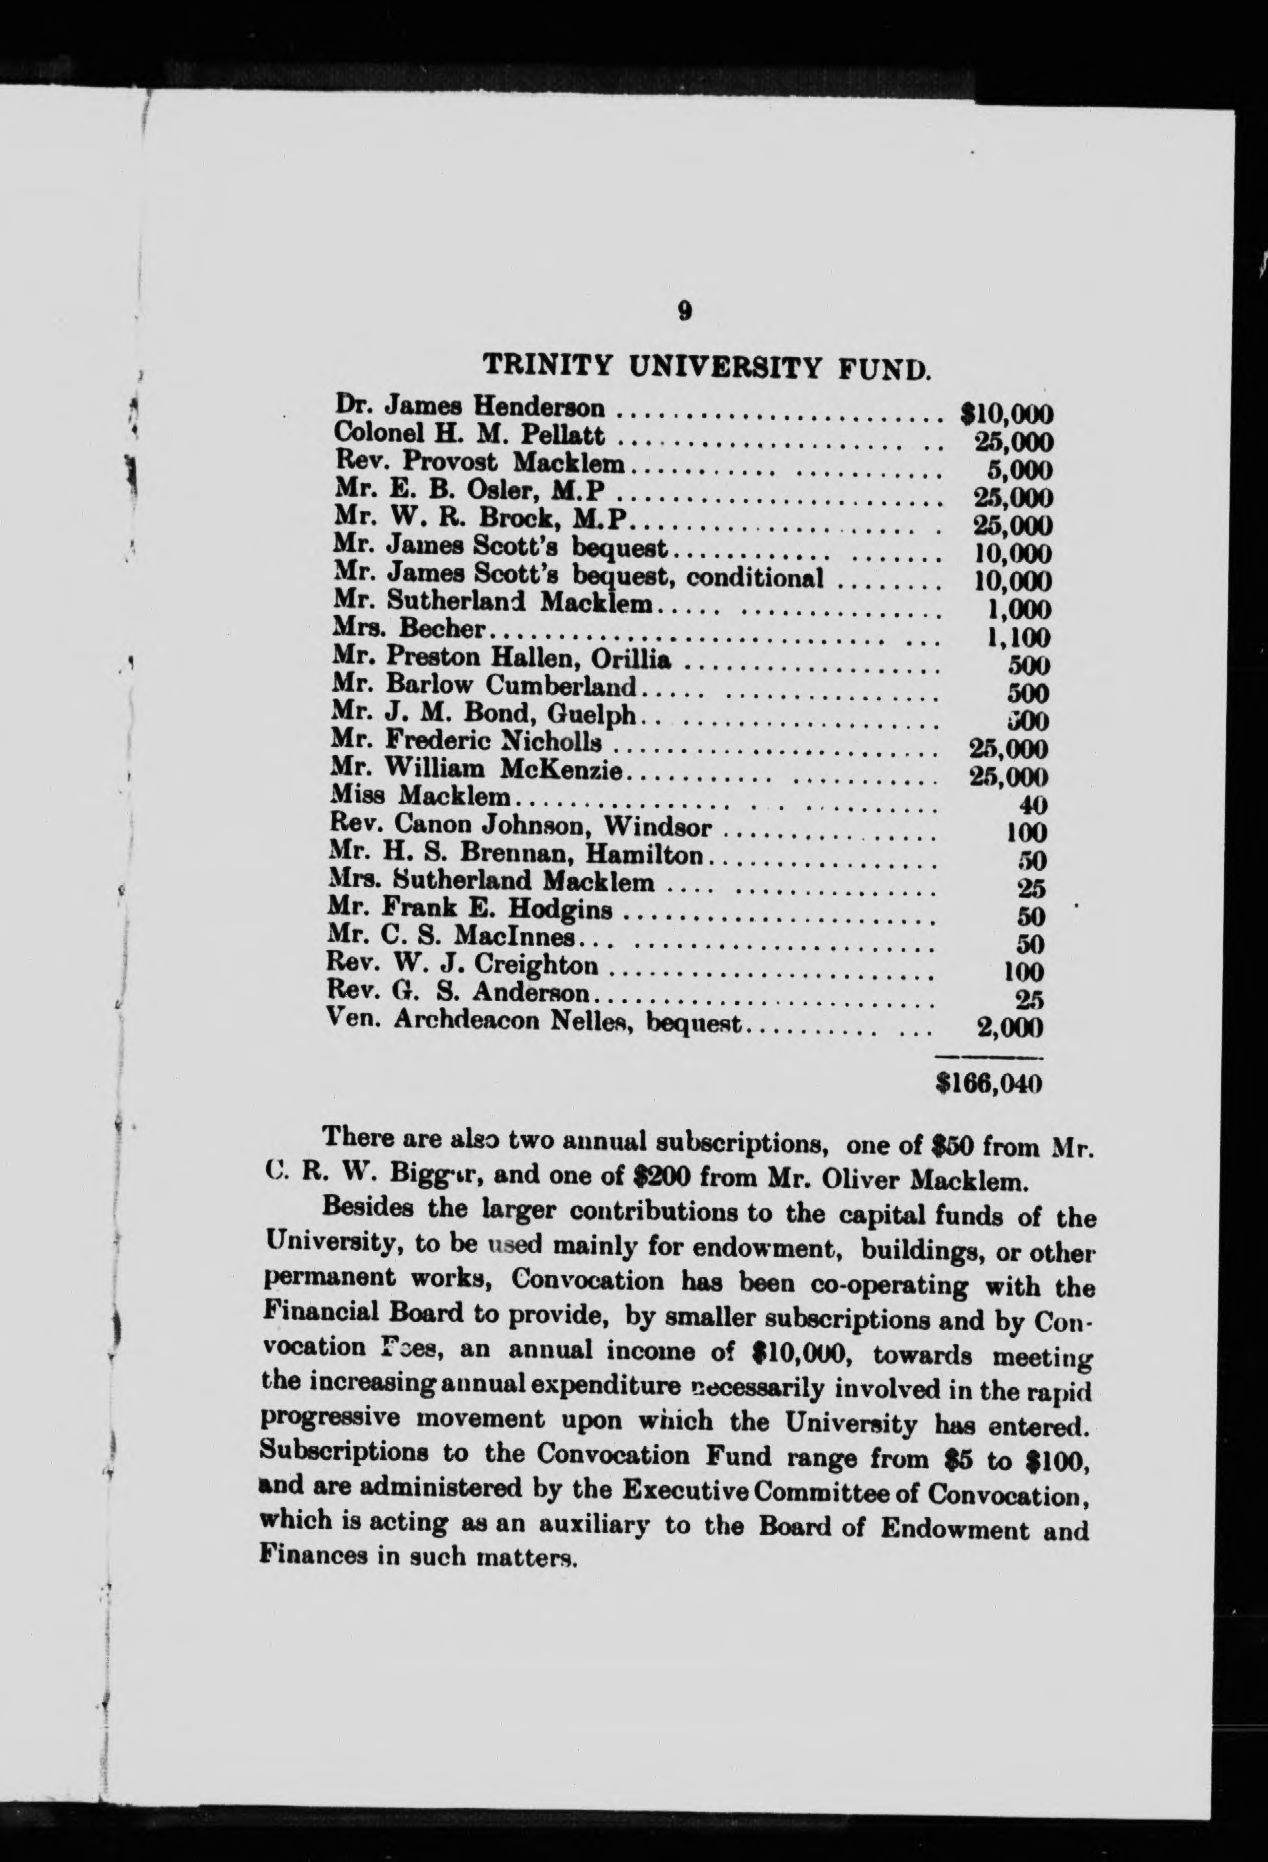 9
TRINITY UNIVERSITY FUND.
Dr. James Henderson ........................ $10,000
Colonel H. M. Pellatt ........................ 25,000
Rev. Provost Macklem...................... 5,000
Mr. E. B. Osler, M.P ........................ 25,000
Mr. W. R. Brock, M.P....................... 25,000
Mr. James Scott's bequest................... 10,000
Mr. James Scott's bequest, conditional ........ 10,000
Mr. Sutherland Macklem.................... 1,000
Mrs. Becher................................ 1,100
Mr. Preston Hallen, Orillia ................... 500
Mr. Barlow Cumberland..................... 500
Mr. J. M. Bond, Guelph..................... 500
Mr. Frederic Nicholls ........................ 25,000
Mr. William McKenzie...................... 25,000
Miss Macklem.............................. 40
Rev. Canon Johnson, Windsor ................ 100
Mr. H. S. Brennan, Hamilton................. 50
Mrs. Sutherland Macklem ................... 25
Mr. Frank E. Hodgins ....................... 50
Mr. C. S. MacInnes......................... 50
Rev. W. J. Creighton ........................ 100
Rev. G. S. Anderson......................... 25
Ven. Archdeacon Nelles, bequest............. 2,000
$166,040
There are also two annual subscriptions, one of $50 from Mr.
C. R. W. Biggar, and one of $200 from Mr. Oliver Macklem.
Besides the larger contributions to the capital funds of the
University, to be used mainly for endowment, buildings, or other
permanent works, Convocation has been co-operating with the
Financial Board to provide, by smaller subscriptions and by Con-
vocation Fees, an annual income of $10,000, towards meeting
the increasing annual expenditure necessarily involved in the rapid
progressive movement upon which the University has entered.
Subscriptions to the Convocation Fund range from $5 to $100,
and are administered by the Executive Committee of Convocation,
which is acting as an auxiliary to the Board of Endowment and
Finances in such matters.